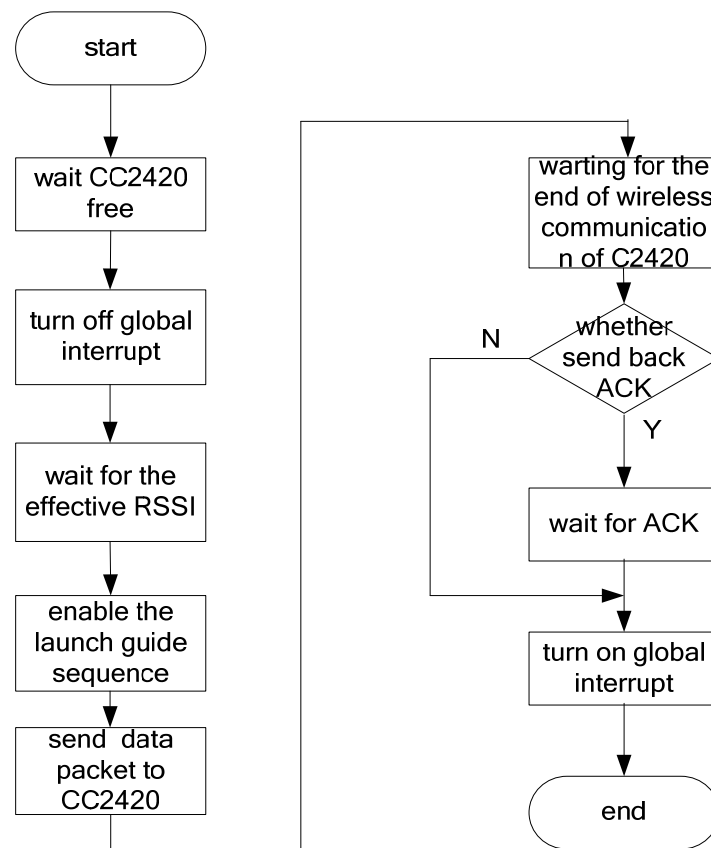 start
wait CC2420
free
turn off global
interrupt
wait for the
effective RSSI
enable the
launch guide
sequence
send data
packet to
CC2420
warting for the
end of wireless
communicatio
n of C2420
whether
send back
ACK
N
Y
wait for ACK
turn on global
interrupt
end